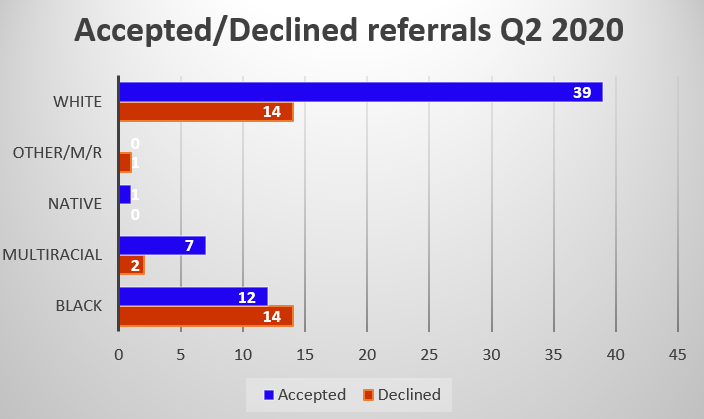 Accepted/Declined referrals Q2 2020
WHITE
39
14
OTHER/M/R
0
1
NATIVE
1
0
MULTIRACIAL
7
2
BLACK
12
14
0 5 10 15 20 25 30 35 40 45
Accepted Declined